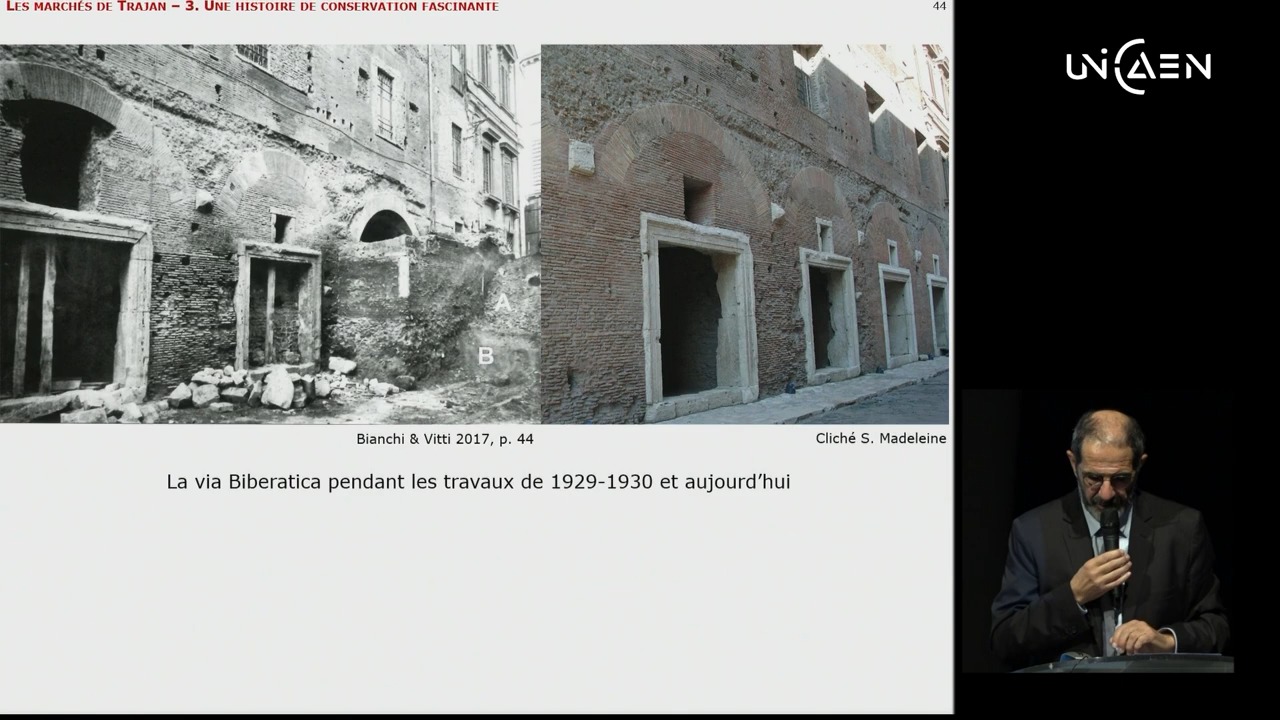 Les marchés de Trajan – 3. Une histoire de conservation fascinante
44
UNICAEN
A
B
Bianchi & Vitti 2017, p. 44
Cliché S. Madeleine
La via Biberatica pendant les travaux de 1929-1930 et aujourd’hui